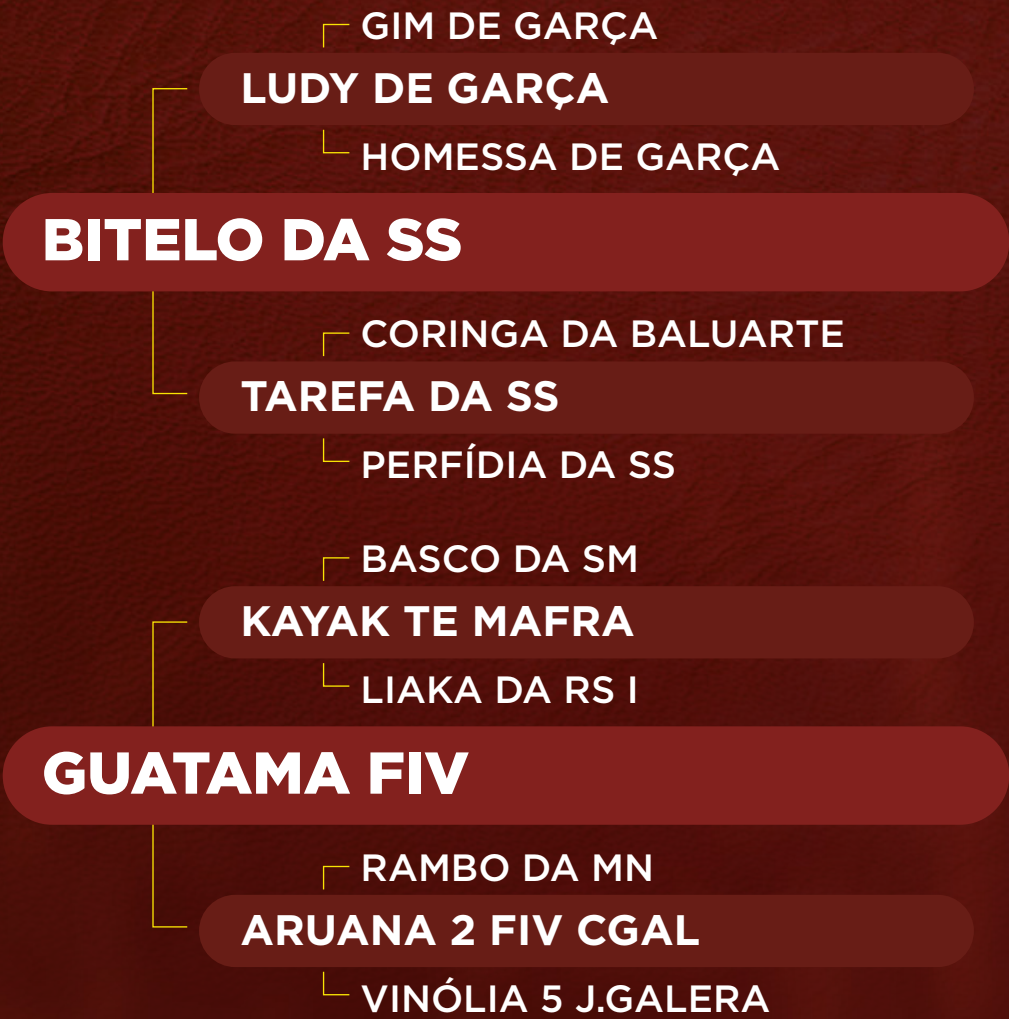 GIM DE GARÇA
LUDY DE GARÇA
HOMESSA DE GARÇA
BITELO DA SS
CORINGA DA BALUARTE
TAREFA DA SS
PERFÍDIA DA SS
BASCO DA SM
KAYAK TE MAFRA
LIAKA DA RS I
GUATAMA FIV
RAMBO DA MN
ARUANA 2 FIV CGAL
VINÓLIA 5 J.GALERA